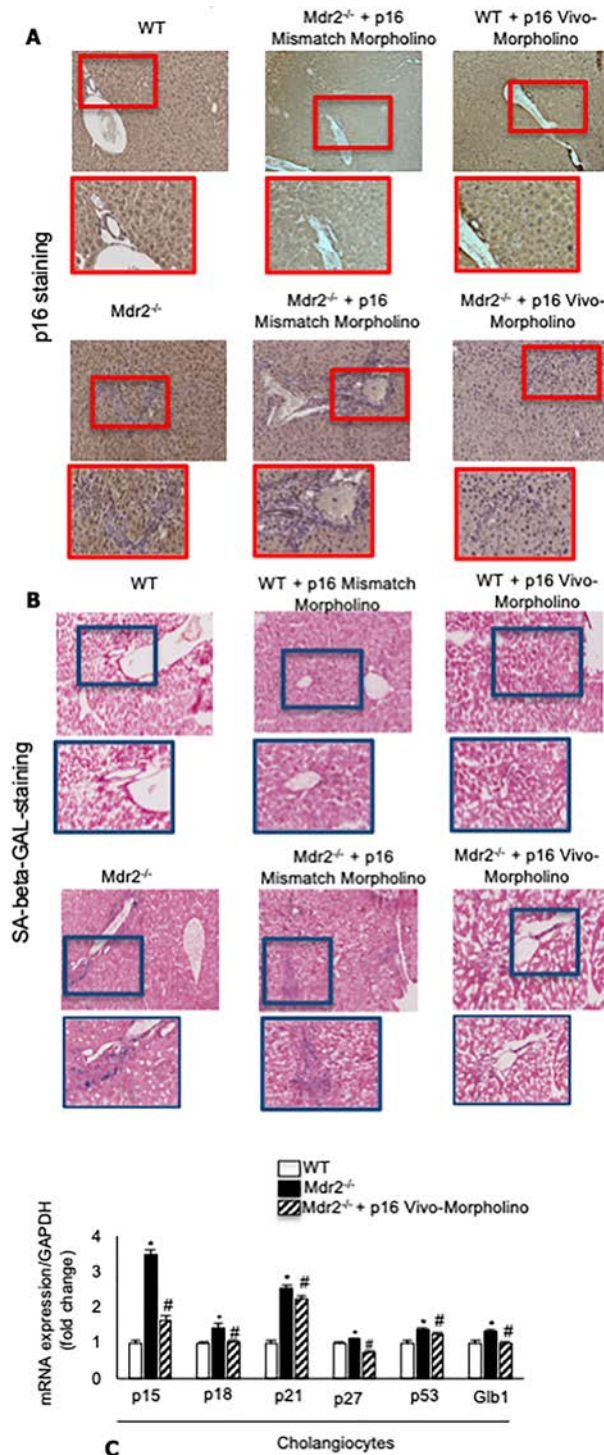 A
WT
Mdr2-/- + p16
Mismatch Morpholino
WT + p16 Vivo-
Morpholino
p16 staining
Mdr2-/-
Mdr2-/- + p16
Mismatch Morpholino
Mdr2-/- + p16 Vivo-
Morpholino
B
WT
WT + p16 Mismatch
Morpholino
WT + p16 Vivo-
Morpholino
SA-beta-GAL-staining
Mdr2-/-
Mdr2-/- + p16
Mismatch Morpholino
Mdr2-/- + p16 Vivo-
Morpholino
WT
Mdr2-/-
Mdr2-/- + p16 Vivo-Morpholino
mRNA expression/GAPDH
(fold change)
4
3
2
1
0
* # * # * # * # * # * #
p15 p18 p21 p27 p53 Glb1
Cholangiocytes
C